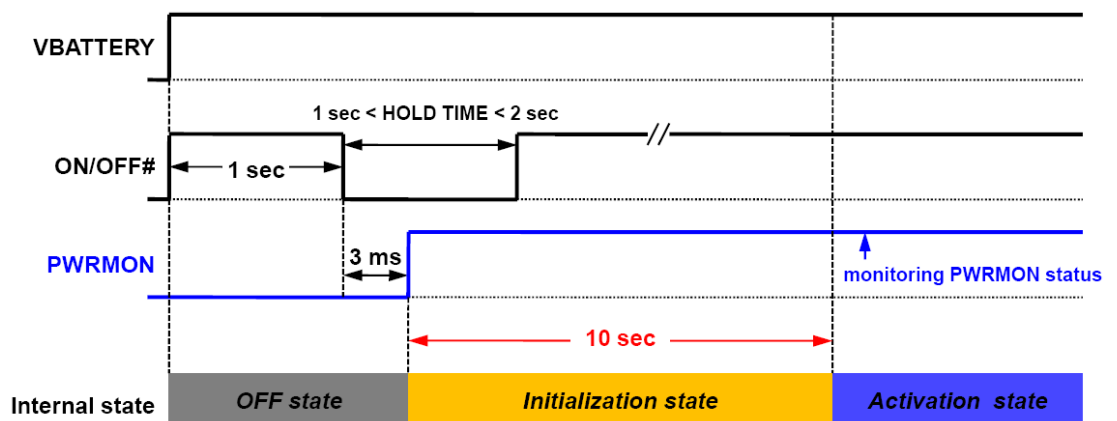 VBATTERY
1 sec < HOLD TIME < 2 sec
ON/OFF#
1 sec
PWRMON
3 ms
monitoring PWRMON status
10 sec
Internal state
OFF state
Initialization state
Activation state